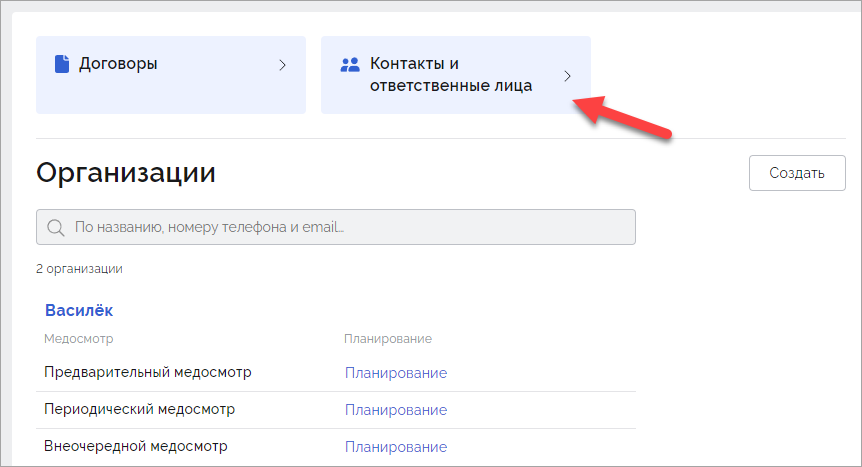 Договоры
Контакты и
ответственные лица
Организации
Создать
По названию, номеру телефона и email...
2 организации
Василёк
Медосмотр Планирование
Предварительный медосмотр Планирование
Периодический медосмотр Планирование
Внеочередной медосмотр Планирование